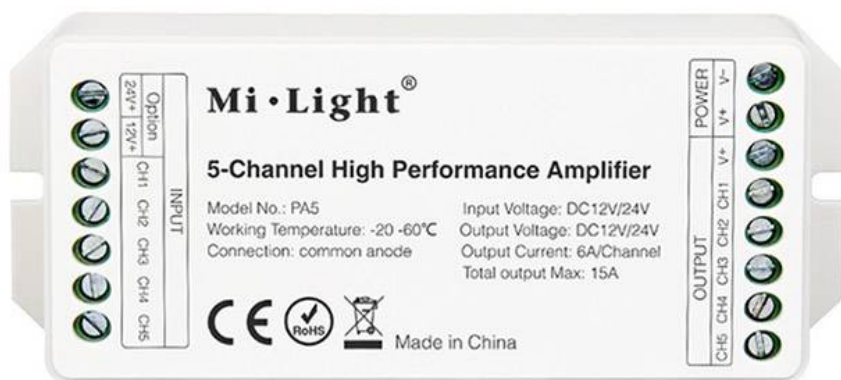 Mi·Light®
5-Channel High Performance Amplifier
Model No.: PA5
Working Temperature: -20 -60℃
Connection: common anode
Input Voltage: DC12V/24V
Output Voltage: DC12V/24V
Output Current: 6A/Channel
Total output Max: 15A
CE
RoHS
Made in China
Option
24V+
12V+
INPUT
CH1
CH2
CH3
CH4
CH5
POWER
V-
V+
OUTPUT
V+
CH1
CH2
CH3
CH4
CH5